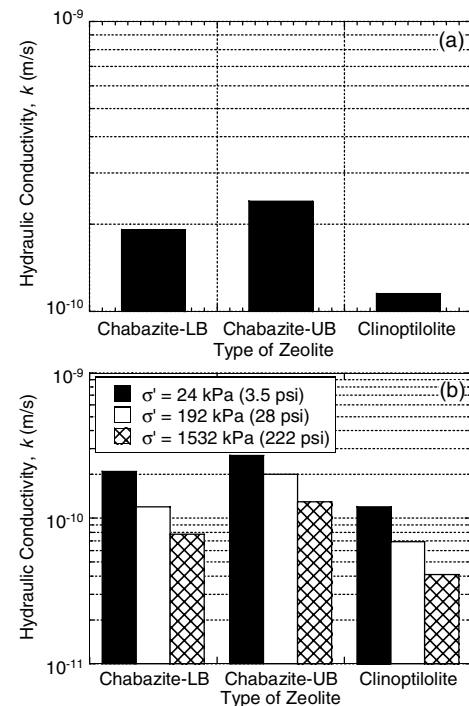 10⁻⁹
(a)
Hydraulic Conductivity, k (m/s)
10⁻¹⁰
Chabazite-LB Chabazite-UB Clinoptilolite
Type of Zeolite
10⁻⁹
(b)
σ' = 24 kPa (3.5 psi)
σ' = 192 kPa (28 psi)
σ' = 1532 kPa (222 psi)
Hydraulic Conductivity, k (m/s)
10⁻¹⁰
10⁻¹¹
Chabazite-LB Chabazite-UB Clinoptilolite
Type of Zeolite